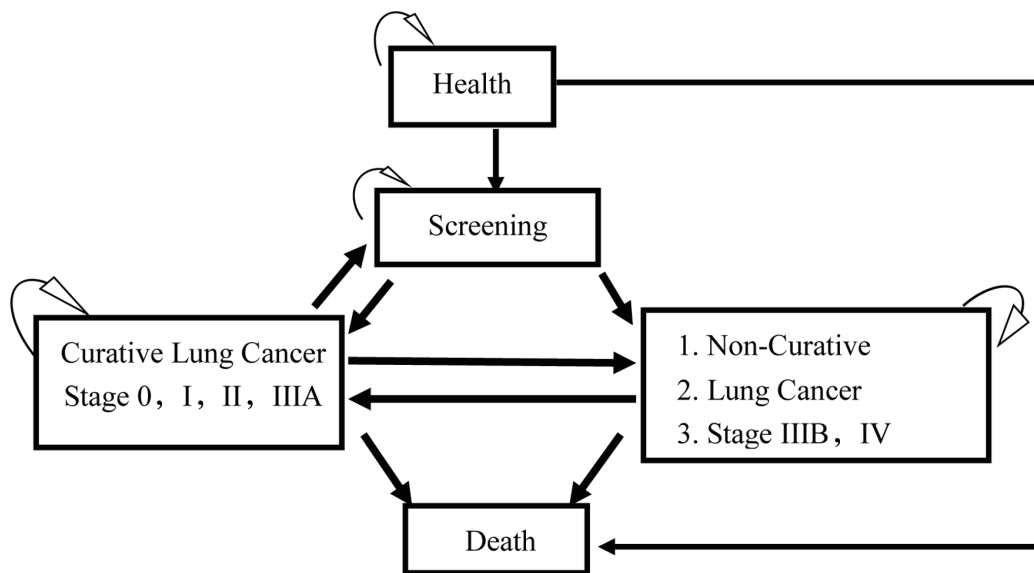 Health
Screening
Curative Lung Cancer
Stage 0，I，II，IIIA
1. Non-Curative
2. Lung Cancer
3. Stage IIIB，IV
Death